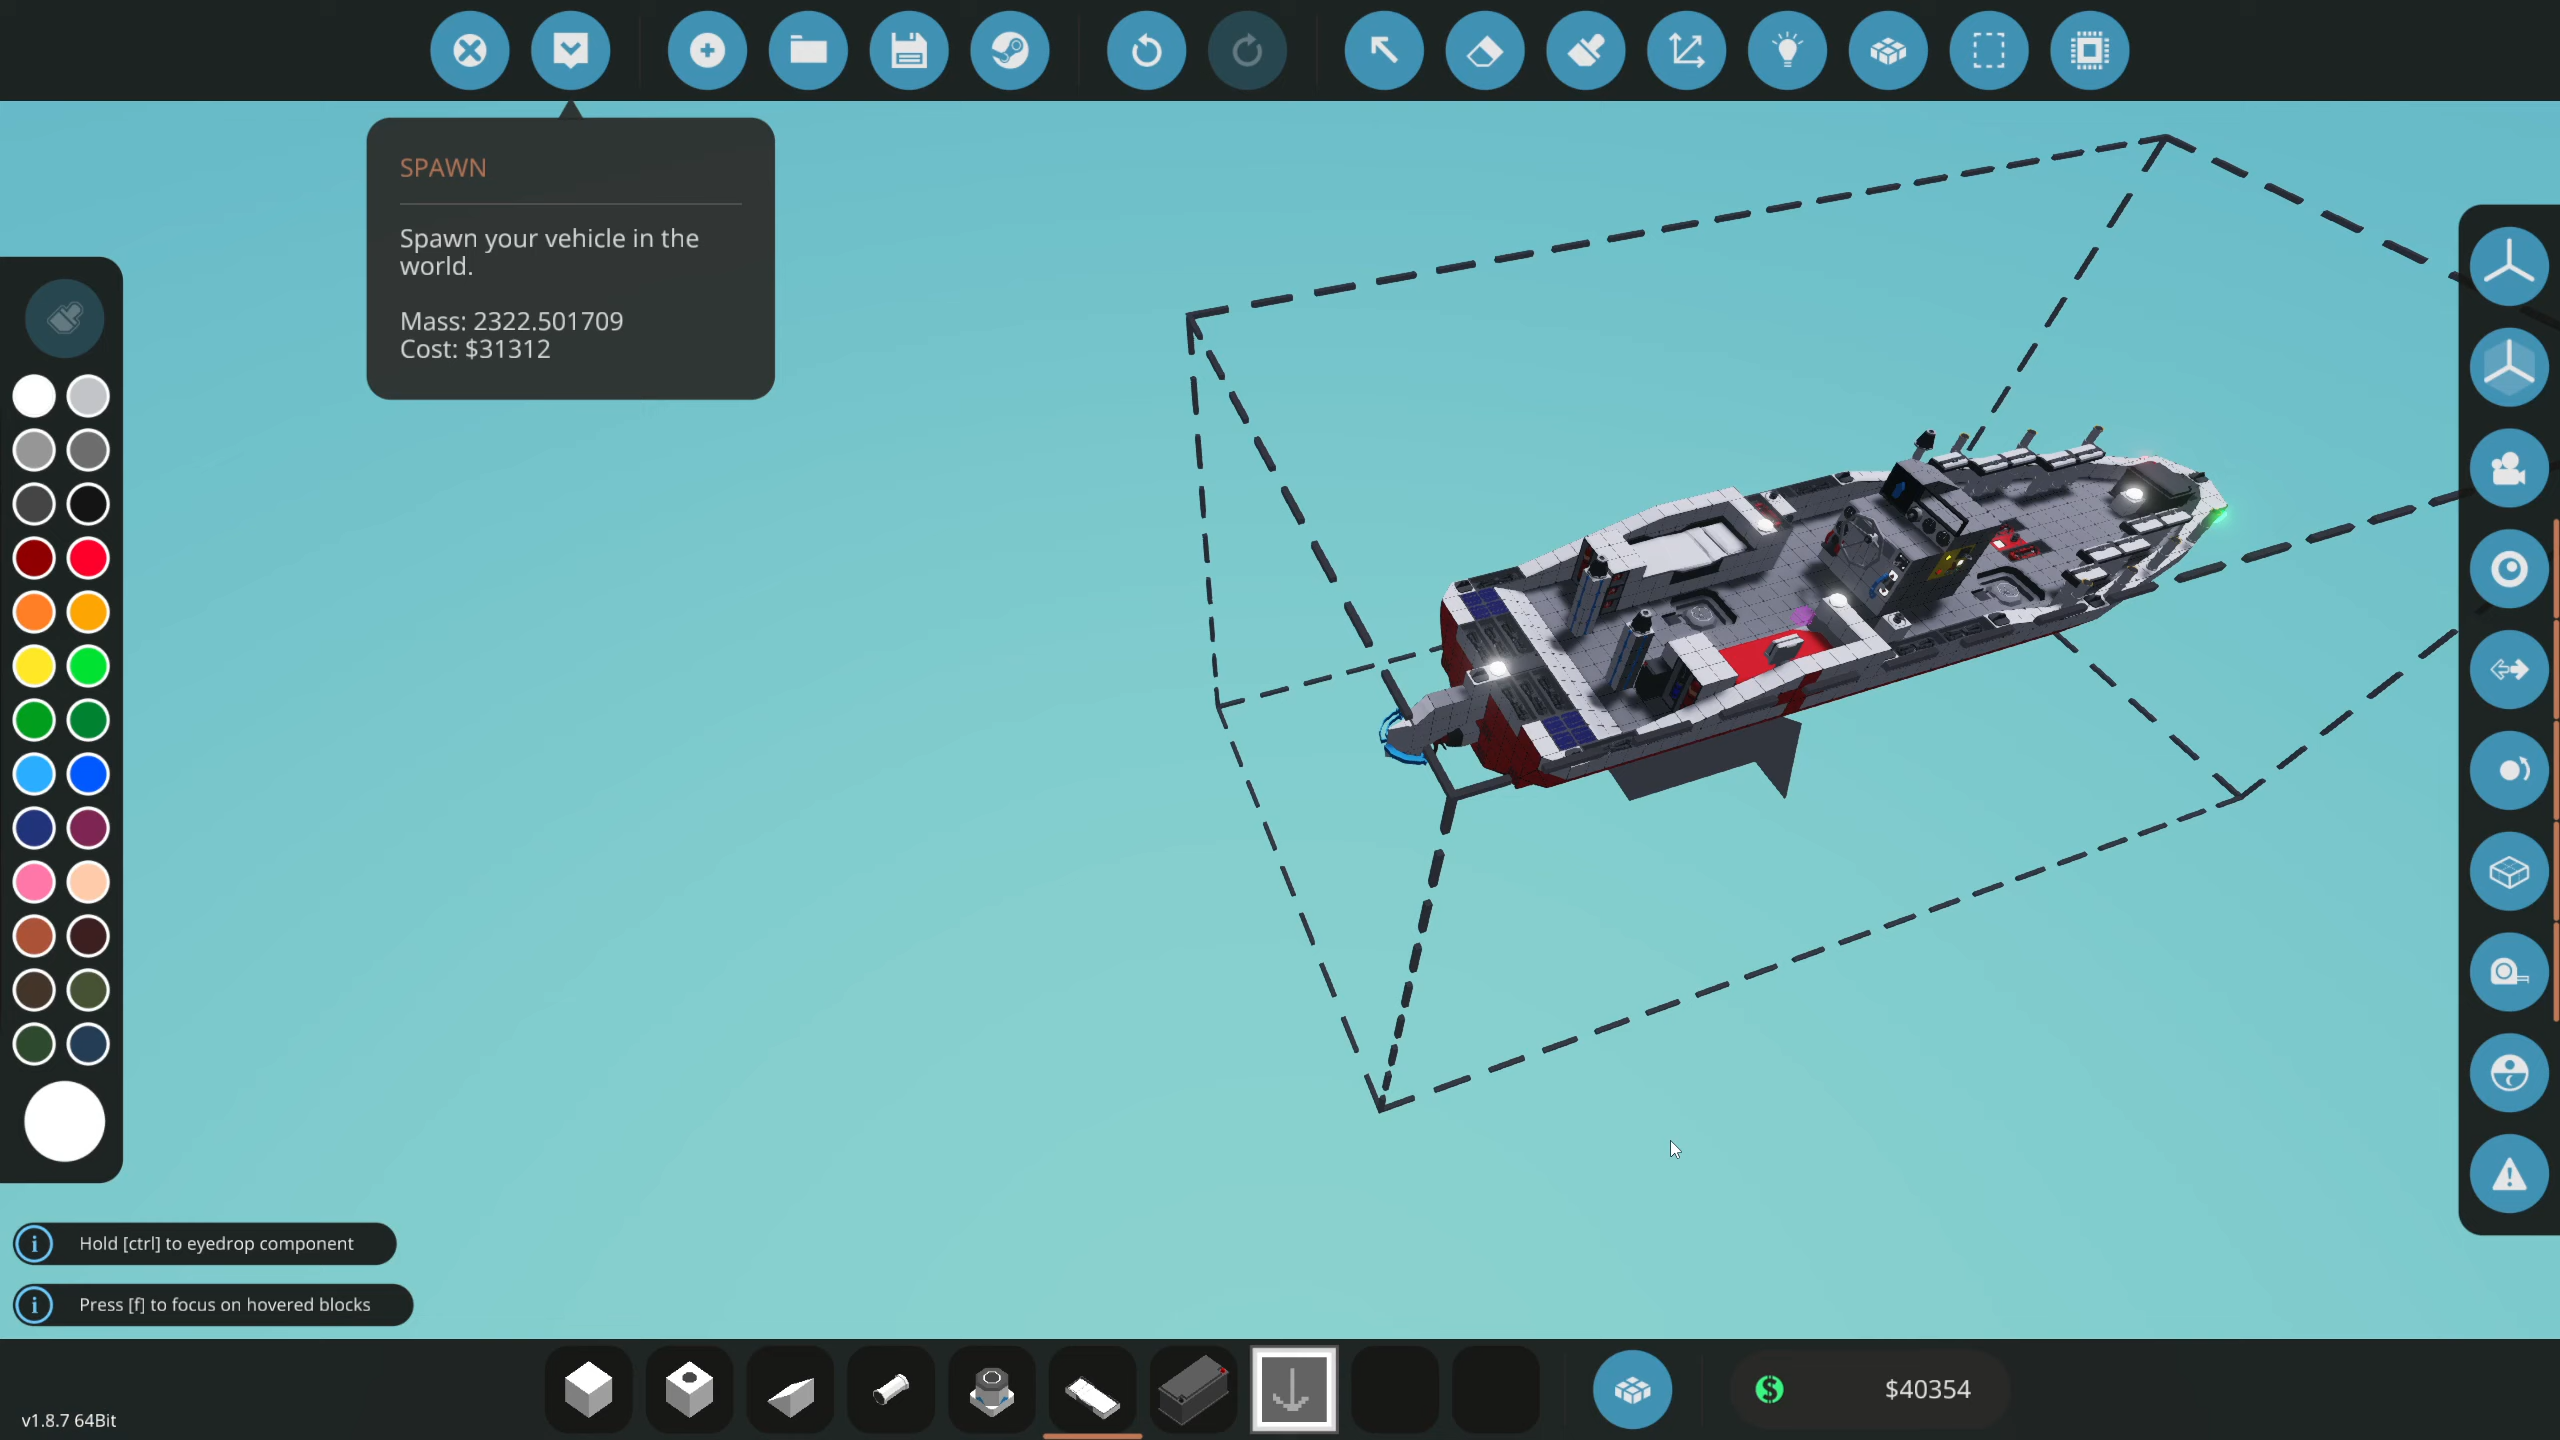 SPAWN
Spawn your vehicle in the
world.
Mass: 2322.501709
Cost: $31312
Hold [ctrl] to eyedrop component
Press [f] to focus on hovered blocks
v1.8.7 64Bit
$40354